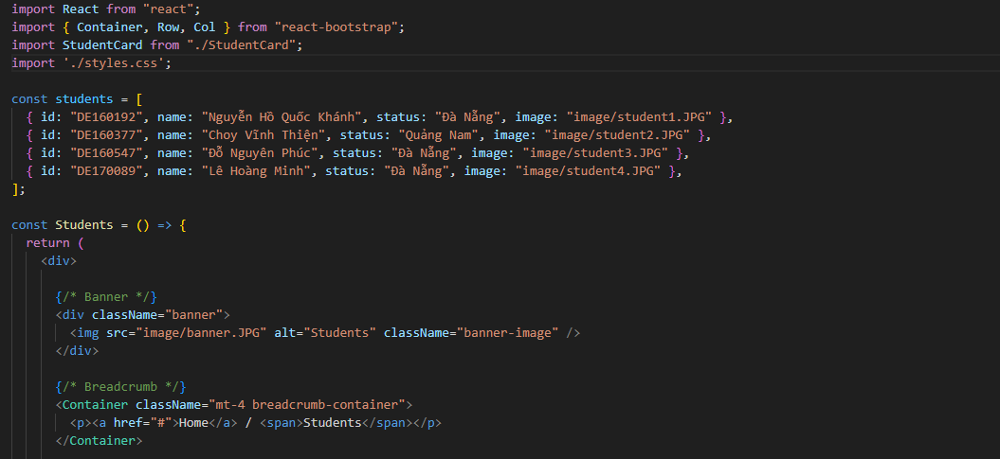 import React from "react";
import { Container, Row, Col } from "react-bootstrap";
import StudentCard from "./StudentCard";
import './styles.css';

const students = [
  { id: "DE160192", name: "Nguyễn Hồ Quốc Khánh", status: "Đà Nẵng", image: "image/student1.JPG" },
  { id: "DE160377", name: "Choy Vĩnh Thiện", status: "Quảng Nam", image: "image/student2.JPG" },
  { id: "DE160547", name: "Đỗ Nguyên Phúc", status: "Đà Nẵng", image: "image/student3.JPG" },
  { id: "DE170089", name: "Lê Hoàng Minh", status: "Đà Nẵng", image: "image/student4.JPG" },
];

const Students = () => {
  return (
    <div>

      {/* Banner */}
      <div className="banner">
        <img src="image/banner.JPG" alt="Students" className="banner-image" />
      </div>

      {/* Breadcrumb */}
      <Container className="mt-4 breadcrumb-container">
        <p><a href="#">Home</a> / <span>Students</span></p>
      </Container>